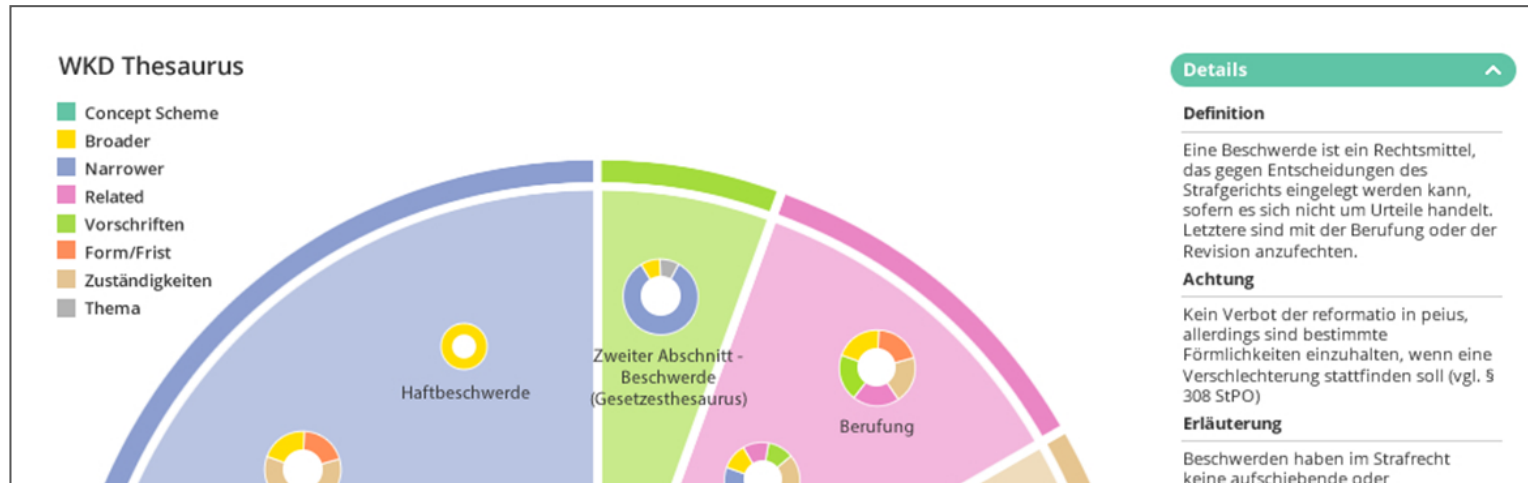 WKD Thesaurus
Concept Scheme
Broader
Narrower
Related
Vorschriften
Form/Frist
Zuständigkeiten
Thema
Haftbeschwerde
Zweiter Abschnitt -
Beschwerde
(Gesetzesthesaurus)
Berufung
Details
Definition
Eine Beschwerde ist ein Rechtsmittel,
das gegen Entscheidungen des
Strafgerichts eingelegt werden kann,
sofern es sich nicht um Urteile handelt.
Letztere sind mit der Berufung oder der
Revision anzufechten.
Achtung
Kein Verbot der reformatio in peius,
allerdings sind bestimmte
Förmlichkeiten einzuhalten, wenn eine
Verschlechterung stattfinden soll (vgl. §
308 StPO)
Erläuterung
Beschwerden haben im Strafrecht
keine aufschiebende oder